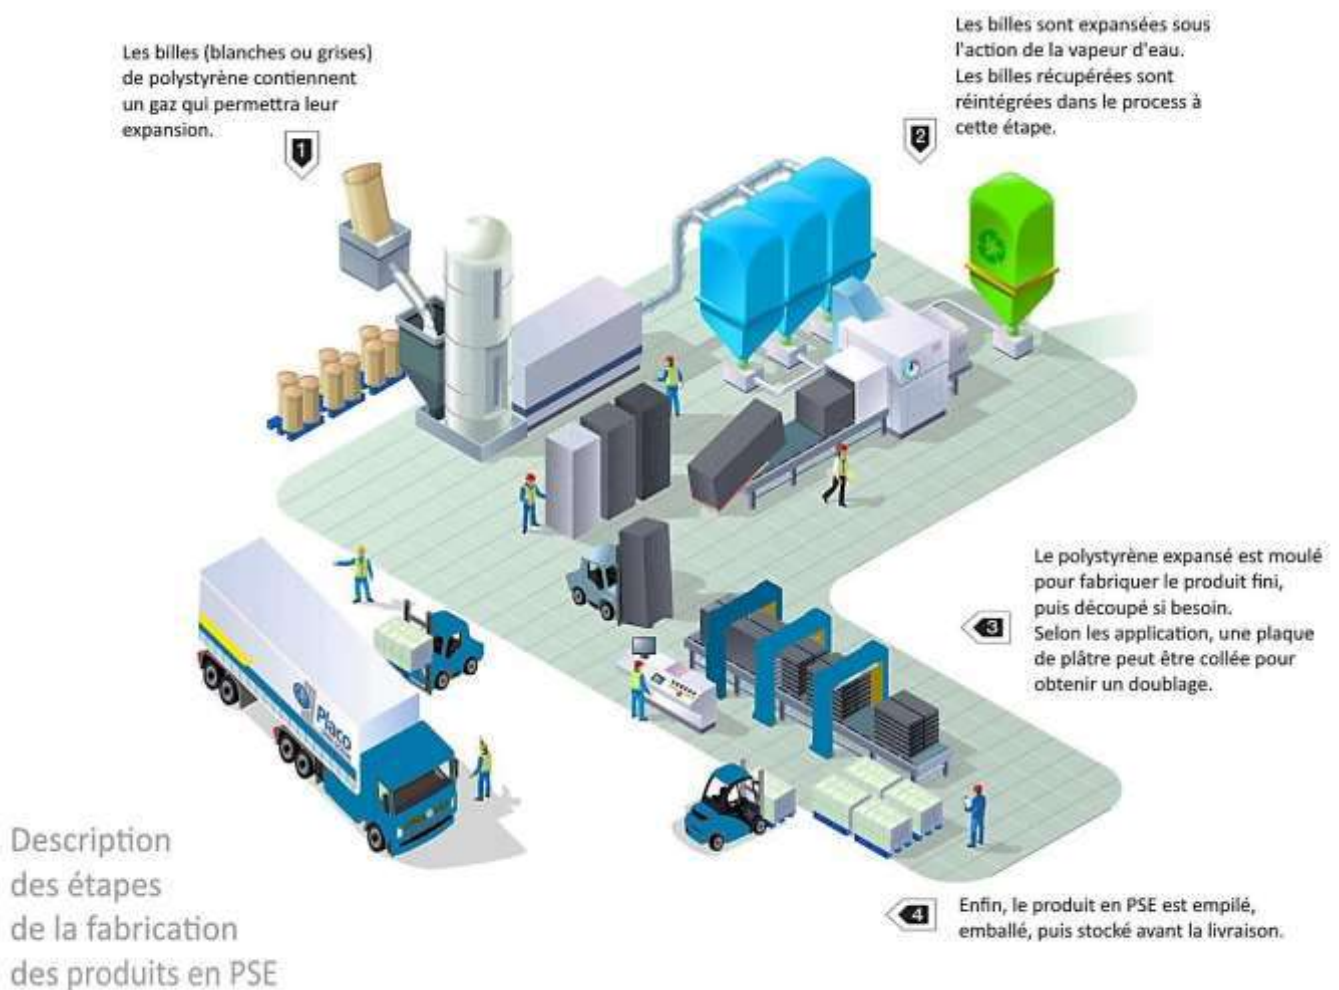 Les billes (blanches ou grises)
de polystyrène contiennent
un gaz qui permettra leur
expansion.
1
Les billes sont expansées sous
l'action de la vapeur d'eau.
Les billes récupérées sont
réintégrées dans le process à
cette étape.
2
Le polystyrène expansé est moulé
pour fabriquer le produit fini,
puis découpé si besoin.
Selon les application, une plaque
de plâtre peut être collée pour
obtenir un doublage.
3
Placo
Enfin, le produit en PSE est empilé,
emballé, puis stocké avant la livraison.
4
Description
des étapes
de la fabrication
des produits en PSE